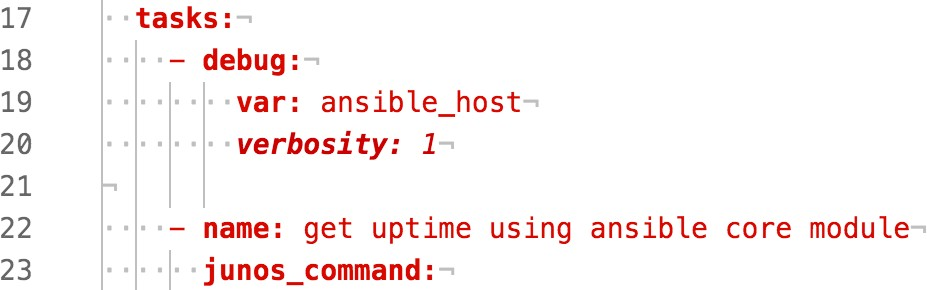 17 tasks:
18 - debug:
19 var: ansible_host
20 verbosity: 1
21
22 - name: get uptime using ansible core module
23 junos_command: